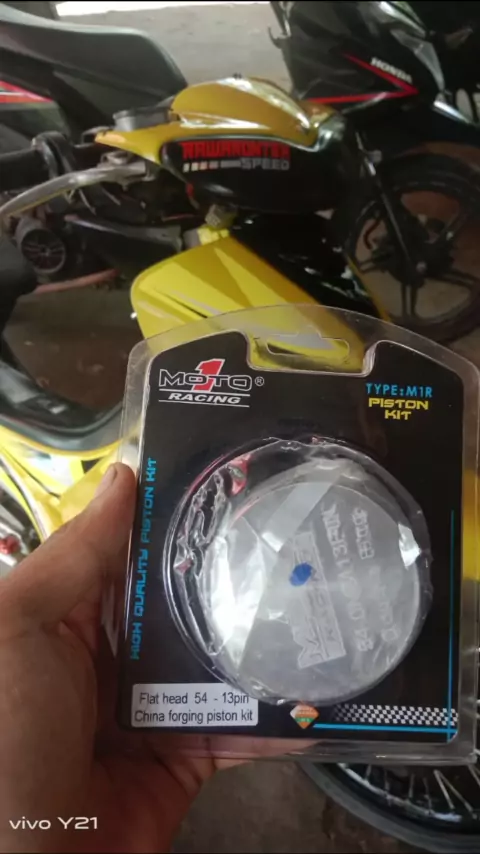 HONDA
RAWAMONTEX
SPEED
MOTO 1®
RACING
TYPE:M1R
PISTON
KIT
HIGH QUALITY PISTON KIT
Flat head 54 - 13pin
China forging piston kit
vivo Y21